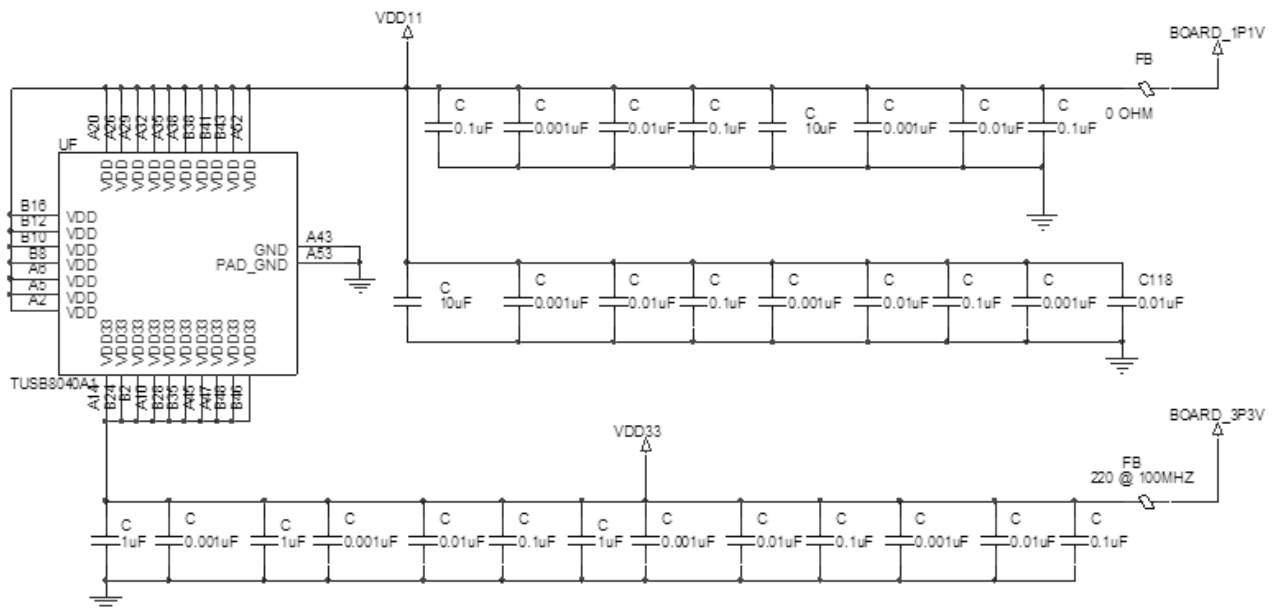 VDD11
BOARD_1P1V
FB
0 OHM
C
0.1uF
C
0.001uF
C
0.01uF
C
0.1uF
C
10uF
C
0.001uF
C
0.01uF
C
0.1uF
A20
A26
A29
A32
A35
A38
B38
B41
B43
A52
UF
VDD VDD VDD VDD VDD VDD VDD VDD VDD VDD
B16
VDD
B12
VDD
B10
VDD
B8
VDD
A6
VDD
A5
VDD
A2
VDD
GND
A43
PAD_GND
A53
VDD33 VDD33 VDD33 VDD33 VDD33 VDD33 VDD33 VDD33 VDD33 VDD33
TUSB8040A1
A14
B24
B2
A10
B28
B35
A45
A47
B48
B46
C
10uF
C
0.001uF
C
0.01uF
C
0.1uF
C
0.001uF
C
0.01uF
C
0.1uF
C
0.001uF
C118
0.01uF
VDD33
BOARD_3P3V
FB
220 @ 100MHZ
C
1uF
C
0.001uF
C
1uF
C
0.001uF
C
0.01uF
C
0.1uF
C
1uF
C
0.001uF
C
0.01uF
C
0.1uF
C
0.001uF
C
0.01uF
C
0.1uF